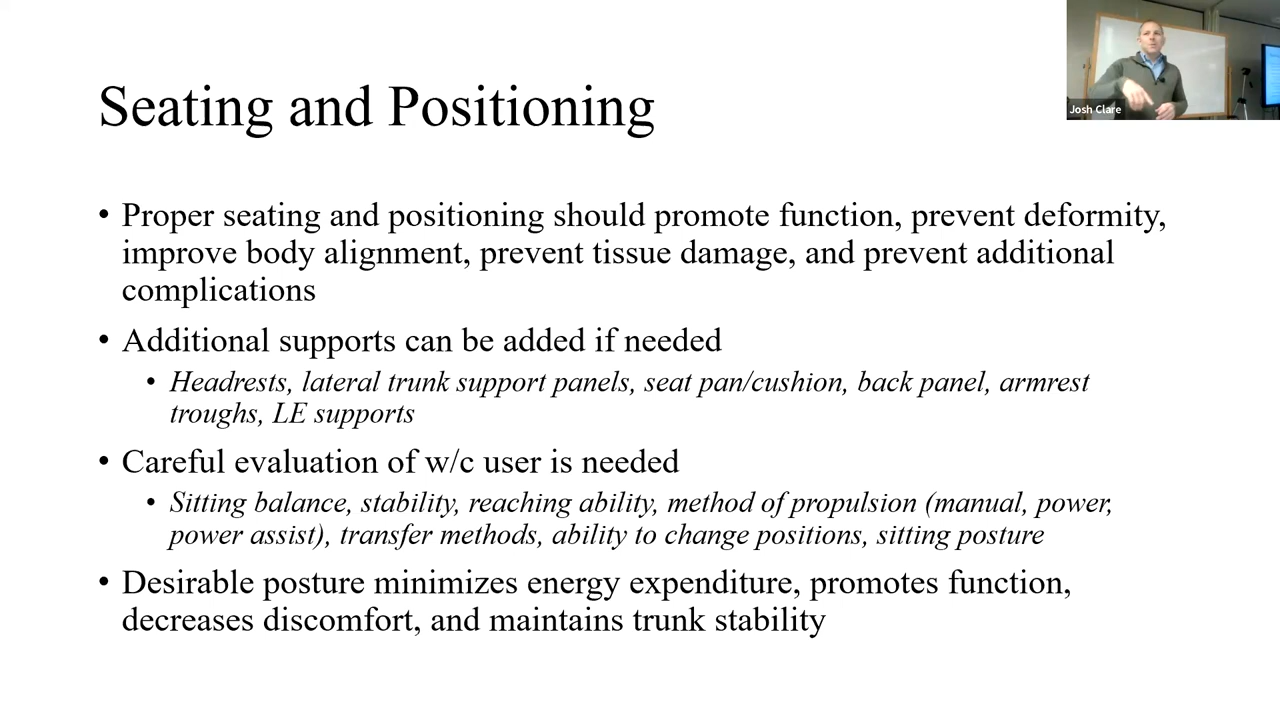 Josh Clare
Seating and Positioning
• Proper seating and positioning should promote function, prevent deformity,
improve body alignment, prevent tissue damage, and prevent additional
complications
• Additional supports can be added if needed
• Headrests, lateral trunk support panels, seat pan/cushion, back panel, armrest
troughs, LE supports
• Careful evaluation of w/c user is needed
• Sitting balance, stability, reaching ability, method of propulsion (manual, power,
power assist), transfer methods, ability to change positions, sitting posture
• Desirable posture minimizes energy expenditure, promotes function,
decreases discomfort, and maintains trunk stability